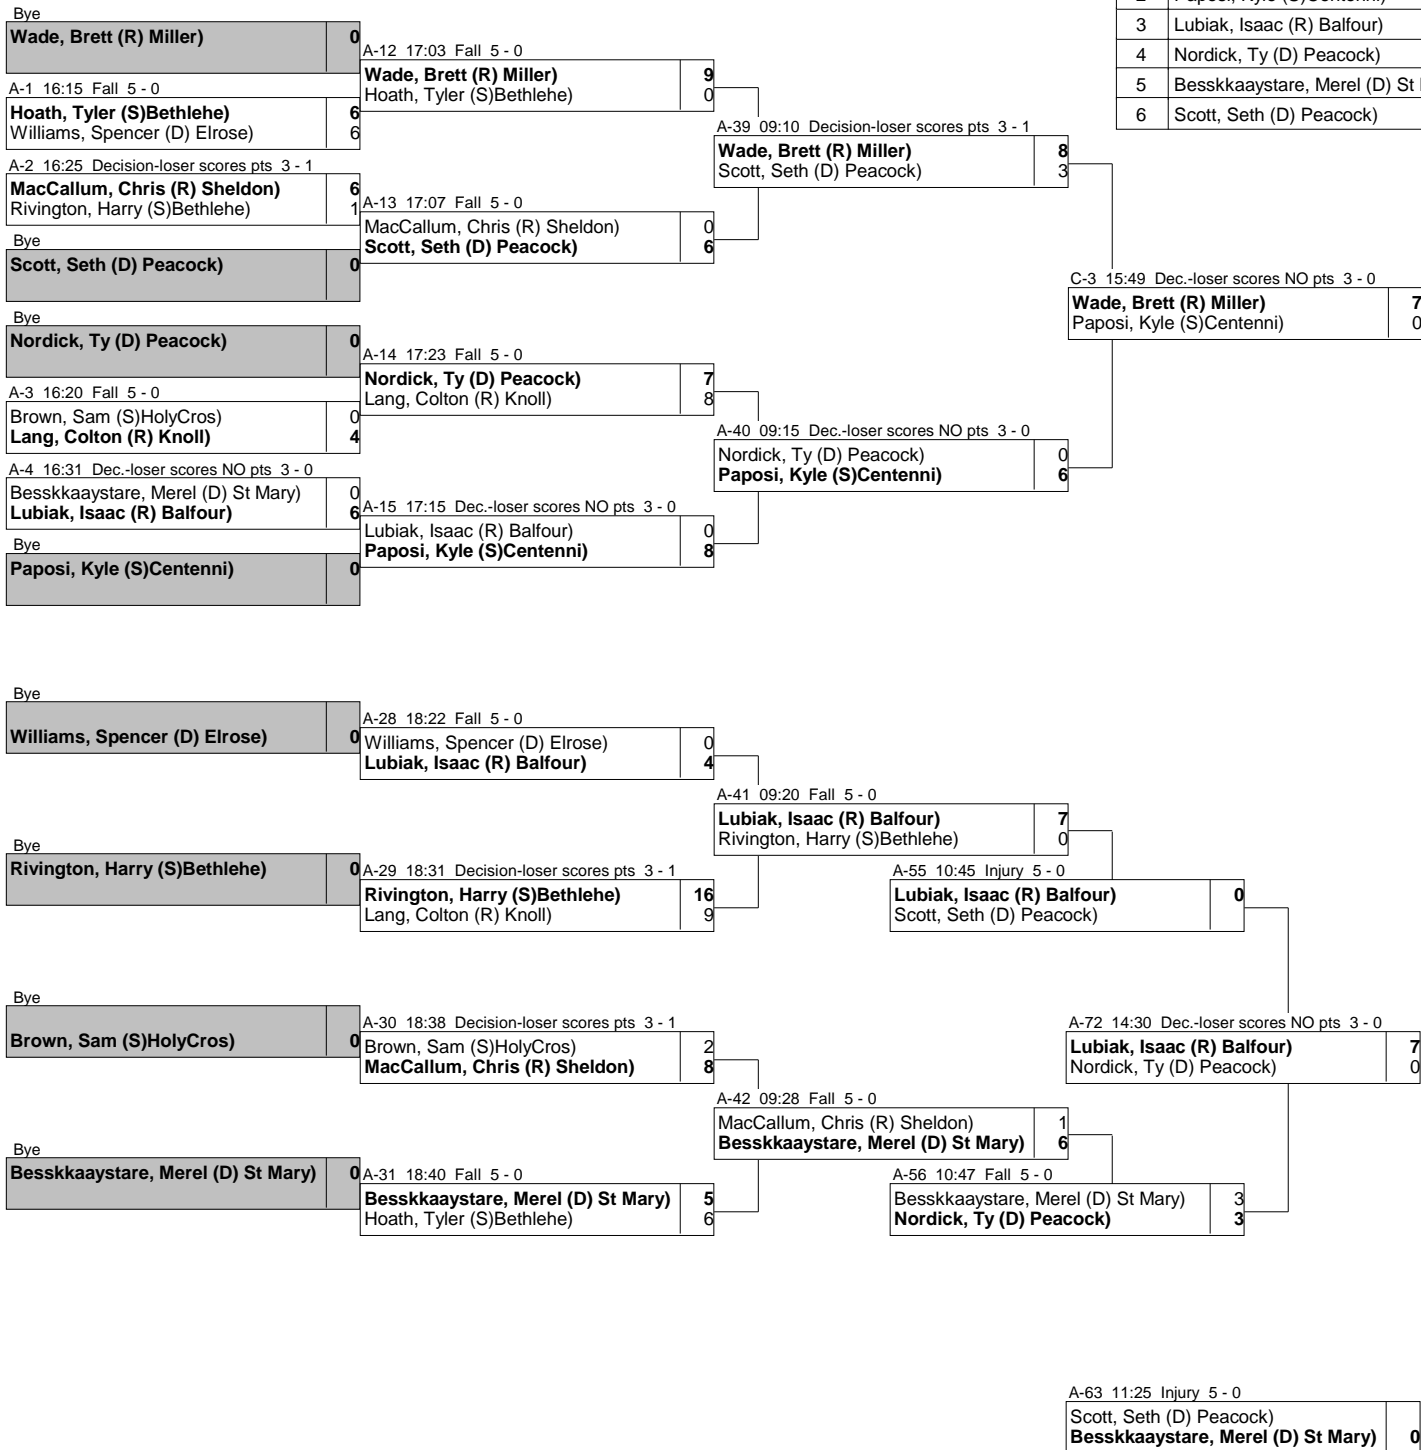 Bye
Wade, Brett (R) Miller) 0
A-1 16:15 Fall 5 - 0
Hoath, Tyler (S)Bethlehe) 6
Williams, Spencer (D) Elrose) 6
A-2 16:25 Decision-loser scores pts 3 - 1
MacCallum, Chris (R) Sheldon) 6
Rivington, Harry (S)Bethlehe) 1
Bye
Scott, Seth (D) Peacock) 0
Bye
Nordick, Ty (D) Peacock) 0
A-3 16:20 Fall 5 - 0
Brown, Sam (S)HolyCros) 0
Lang, Colton (R) Knoll) 4
A-4 16:31 Dec.-loser scores NO pts 3 - 0
Besskkaaystare, Merel (D) St Mary) 0
Lubiak, Isaac (R) Balfour) 6
Bye
Paposi, Kyle (S)Centenni) 0
A-12 17:03 Fall 5 - 0
Wade, Brett (R) Miller) 9
Hoath, Tyler (S)Bethlehe) 0
A-13 17:07 Fall 5 - 0
MacCallum, Chris (R) Sheldon) 0
Scott, Seth (D) Peacock) 6
A-14 17:23 Fall 5 - 0
Nordick, Ty (D) Peacock) 7
Lang, Colton (R) Knoll) 8
A-15 17:15 Dec.-loser scores NO pts 3 - 0
Lubiak, Isaac (R) Balfour) 0
Paposi, Kyle (S)Centenni) 8
A-39 09:10 Decision-loser scores pts 3 - 1
Wade, Brett (R) Miller) 8
Scott, Seth (D) Peacock) 3
A-40 09:15 Dec.-loser scores NO pts 3 - 0
Nordick, Ty (D) Peacock) 0
Paposi, Kyle (S)Centenni) 6
3 Lubiak, Isaac (R) Balfour)
4 Nordick, Ty (D) Peacock)
5 Besskkaaystare, Merel (D) St
6 Scott, Seth (D) Peacock)
C-3 15:49 Dec.-loser scores NO pts 3 - 0
Wade, Brett (R) Miller) 7
Paposi, Kyle (S)Centenni) 0
Bye
Williams, Spencer (D) Elrose) 0
Bye
Rivington, Harry (S)Bethlehe) 0
Bye
Brown, Sam (S)HolyCros) 0
Bye
Besskkaaystare, Merel (D) St Mary) 0
A-28 18:22 Fall 5 - 0
Williams, Spencer (D) Elrose) 0
Lubiak, Isaac (R) Balfour) 4
A-29 18:31 Decision-loser scores pts 3 - 1
Rivington, Harry (S)Bethlehe) 16
Lang, Colton (R) Knoll) 9
A-30 18:38 Decision-loser scores pts 3 - 1
Brown, Sam (S)HolyCros) 2
MacCallum, Chris (R) Sheldon) 8
A-31 18:40 Fall 5 - 0
Besskkaaystare, Merel (D) St Mary) 5
Hoath, Tyler (S)Bethlehe) 6
A-41 09:20 Fall 5 - 0
Lubiak, Isaac (R) Balfour) 7
Rivington, Harry (S)Bethlehe) 0
A-42 09:28 Fall 5 - 0
MacCallum, Chris (R) Sheldon) 1
Besskkaaystare, Merel (D) St Mary) 6
A-55 10:45 Injury 5 - 0
Lubiak, Isaac (R) Balfour) 0
Scott, Seth (D) Peacock)
A-56 10:47 Fall 5 - 0
Besskkaaystare, Merel (D) St Mary) 3
Nordick, Ty (D) Peacock) 3
A-72 14:30 Dec.-loser scores NO pts 3 - 0
Lubiak, Isaac (R) Balfour) 7
Nordick, Ty (D) Peacock) 0
A-63 11:25 Injury 5 - 0
Scott, Seth (D) Peacock)
Besskkaaystare, Merel (D) St Mary) 0